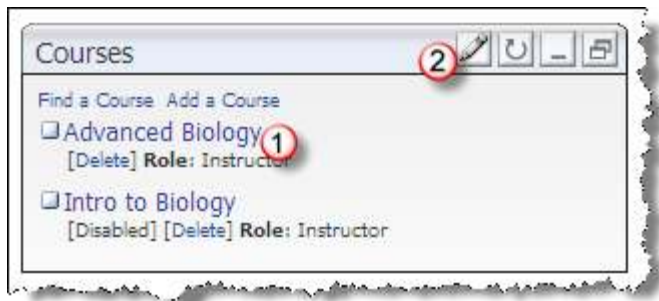 Courses 2
Find a Course Add a Course
Advanced Biology 1
[Delete] Role: Instructor
Intro to Biology
[Disabled] [Delete] Role: Instructor